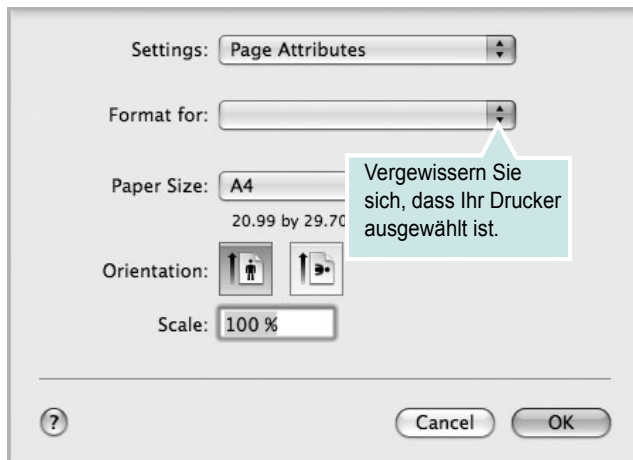 Settings: Page Attributes
Format for:
Vergewissern Sie
sich, dass Ihr Drucker
ausgewählt ist.
Paper Size: A4
20.99 by 29.70
Orientation:
Scale: 100 %
? Cancel OK